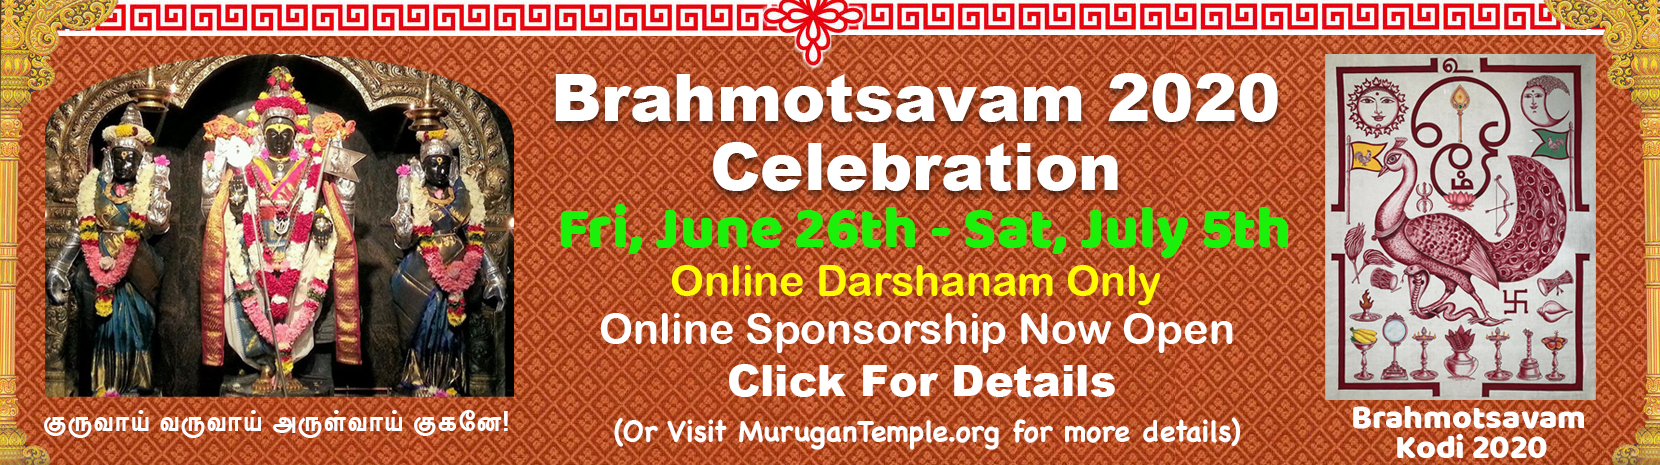 Brahmotsavam 2020
Celebration
Fri, June 26th - Sat, July 5th
Online Darshanam Only
Online Sponsorship Now Open
Click For Details
(Or Visit MuruganTemple.org for more details)
குருவாய் வருவாய் அருள்வாய் குகனே!
உ
ஓம்
Brahmotsavam
Kodi 2020